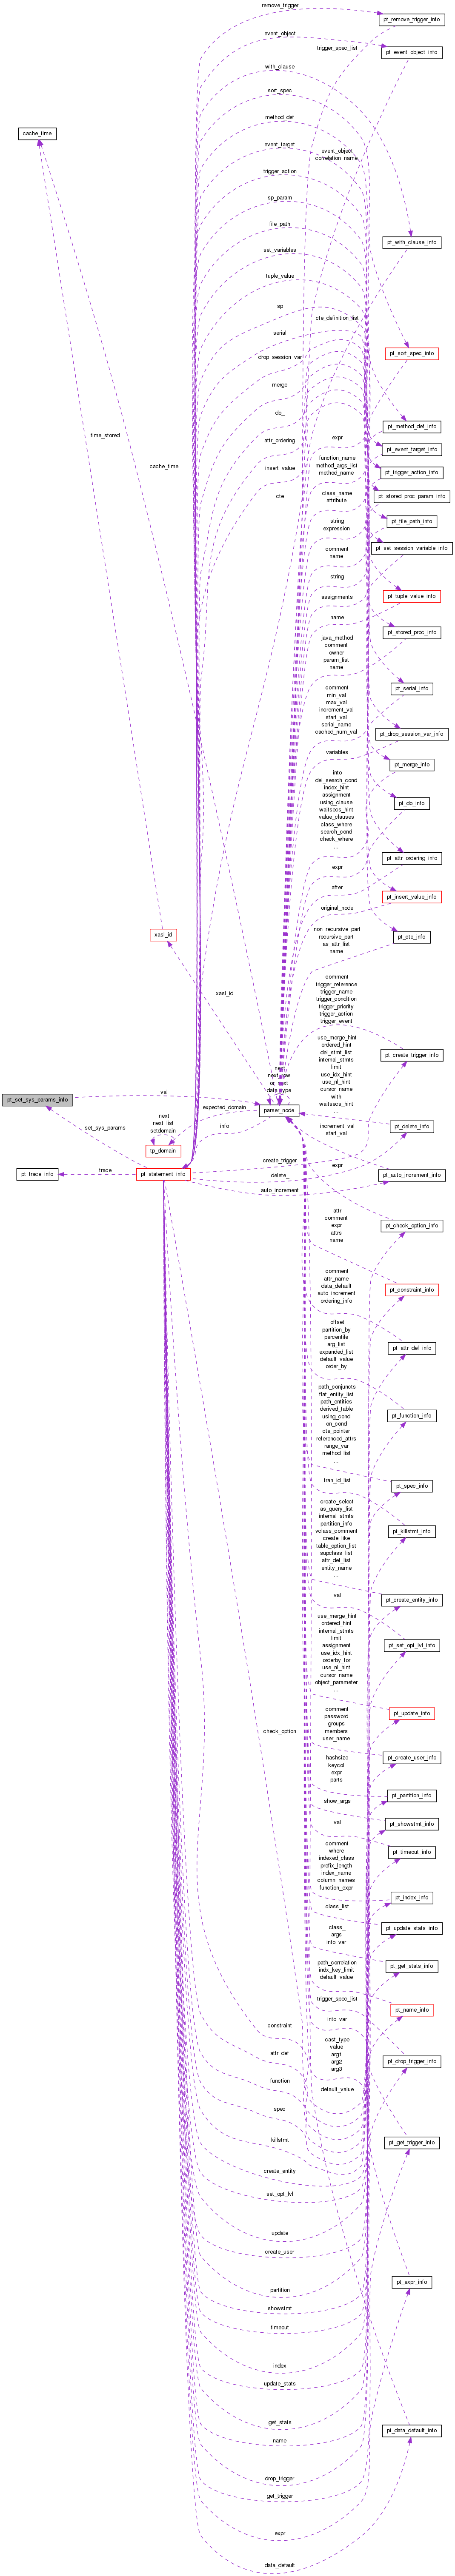 remove_trigger
pt_remove_trigger_info
event_object
trigger_spec_list
pt_event_object_info
with_clause
sort_spec
method_def
cache_time
event_target
event_object
correlation_name
trigger_action
sp_param
file_path
pt_with_clause_info
set_variables
tuple_value
sp
cte_definition_list
serial
pt_sort_spec_info
drop_session_var
merge
do_
pt_method_def_info
time_stored
attr_ordering
expr
pt_event_target_info
cache_time
insert_value
function_name
method_args_list
method_name
pt_trigger_action_info
cte
class_name
attribute
pt_stored_proc_param_info
string
expression
pt_file_path_info
comment
name
pt_set_session_variable_info
string
assignments
pt_tuple_value_info
name
pt_stored_proc_info
java_method
comment
owner
param_list
name
pt_serial_info
comment
min_val
max_val
increment_val
start_val
serial_name
cached_num_val
pt_drop_session_var_info
variables
pt_merge_info
into
del_search_cond
index_hint
assignment
using_clause
waitsecs_hint
value_clauses
class_where
search_cond
check_where
...
pt_do_info
pt_attr_ordering_info
expr
after
pt_insert_value_info
original_node
xasl_id
non_recursive_part
recursive_part
as_attr_list
name
pt_cte_info
xasl_id
comment
trigger_reference
trigger_name
trigger_condition
trigger_priority
trigger_action
trigger_event
use_merge_hint
ordered_hint
del_stmt_list
internal_stmts
limit
use_idx_hint
use_nl_hint
cursor_name
with
waitsecs_hint
...
pt_create_trigger_info
next
next_row
or_next
data_type
val
pt_set_sys_params_info
parser_node
expected_domain
info
increment_val
start_val
pt_delete_info
set_sys_params
next
next_list
setdomain
tp_domain
expr
create_trigger
delete_
auto_increment
trace
pt_trace_info
pt_statement_info
pt_auto_increment_info
attr
comment
expr
attrs
name
pt_check_option_info
comment
attr_name
data_default
auto_increment
ordering_info
pt_constraint_info
offset
partition_by
percentile
arg_list
expanded_list
default_value
order_by
pt_attr_def_info
path_conjuncts
flat_entity_list
path_entities
derived_table
using_cond
on_cond
cte_pointer
referenced_attrs
range_var
method_list
...
pt_function_info
tran_id_list
pt_spec_info
create_select
as_query_list
internal_stmts
partition_info
vclass_comment
create_like
table_option_list
supclass_list
attr_def_list
entity_name
...
pt_killstmt_info
val
pt_create_entity_info
use_merge_hint
ordered_hint
internal_stmts
limit
assignment
use_idx_hint
orderby_for
use_nl_hint
cursor_name
object_parameter
...
pt_set_opt_lvl_info
comment
password
groups
members
user_name
pt_update_info
check_option
pt_create_user_info
hashsize
keycol
expr
parts
pt_partition_info
show_args
pt_showstmt_info
val
pt_timeout_info
comment
where
indexed_class
prefix_length
index_name
column_names
function_expr
pt_index_info
class_list
pt_update_stats_info
class_
args
into_var
pt_get_stats_info
path_correlation
indx_key_limit
default_value
trigger_spec_list
pt_name_info
into_var
constraint
cast_type
value
arg1
arg2
arg3
attr_def
pt_drop_trigger_info
function
default_value
spec
killstmt
pt_get_trigger_info
create_entity
set_opt_lvl
update
create_user
pt_expr_info
partition
showstmt
timeout
index
update_stats
get_stats
pt_data_default_info
name
drop_trigger
get_trigger
expr
data_default